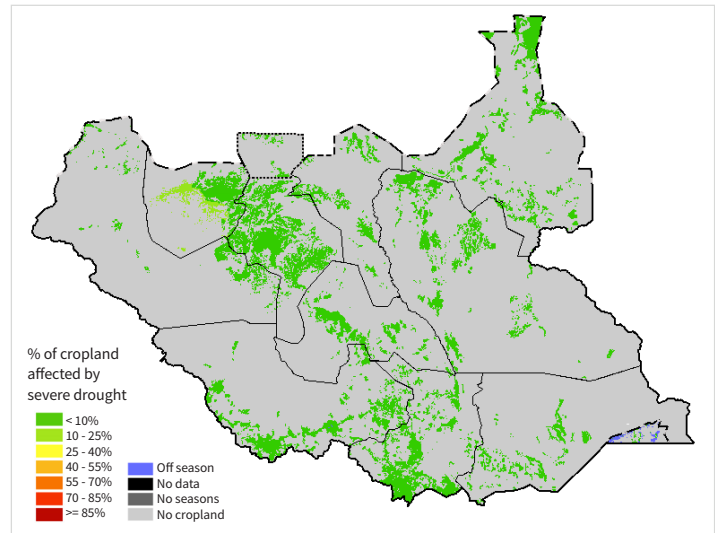 % of cropland
affected by
severe drought
< 10%
10 - 25%
25 - 40%
40 - 55%
55 - 70%
70 - 85%
>= 85%
Off season
No data
No seasons
No cropland